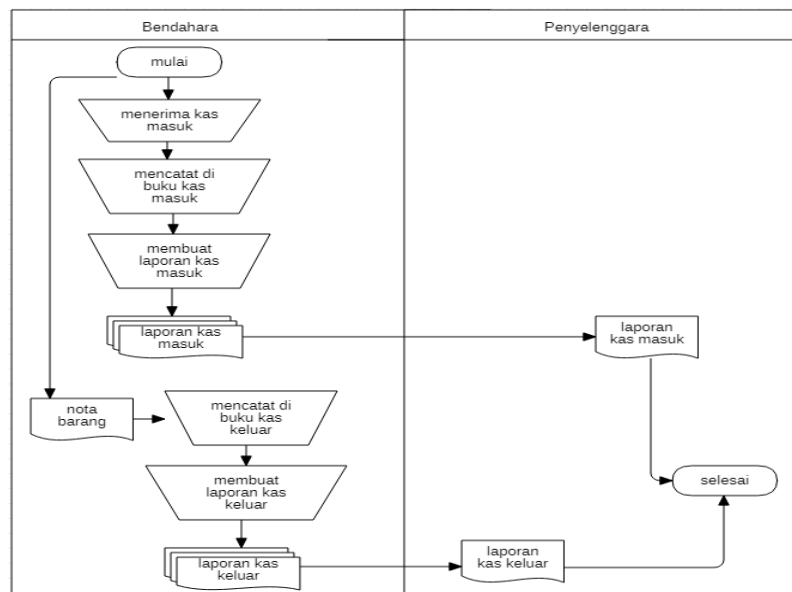 Bendahara
Penyelenggara
mulai
menerima kas
masuk
mencatat di
buku kas
masuk
membuat
laporan kas
masuk
laporan kas
masuk
laporan
kas masuk
nota
barang
mencatat di
buku kas
keluar
membuat
laporan kas
keluar
selesai
laporan kas
keluar
laporan
kas keluar